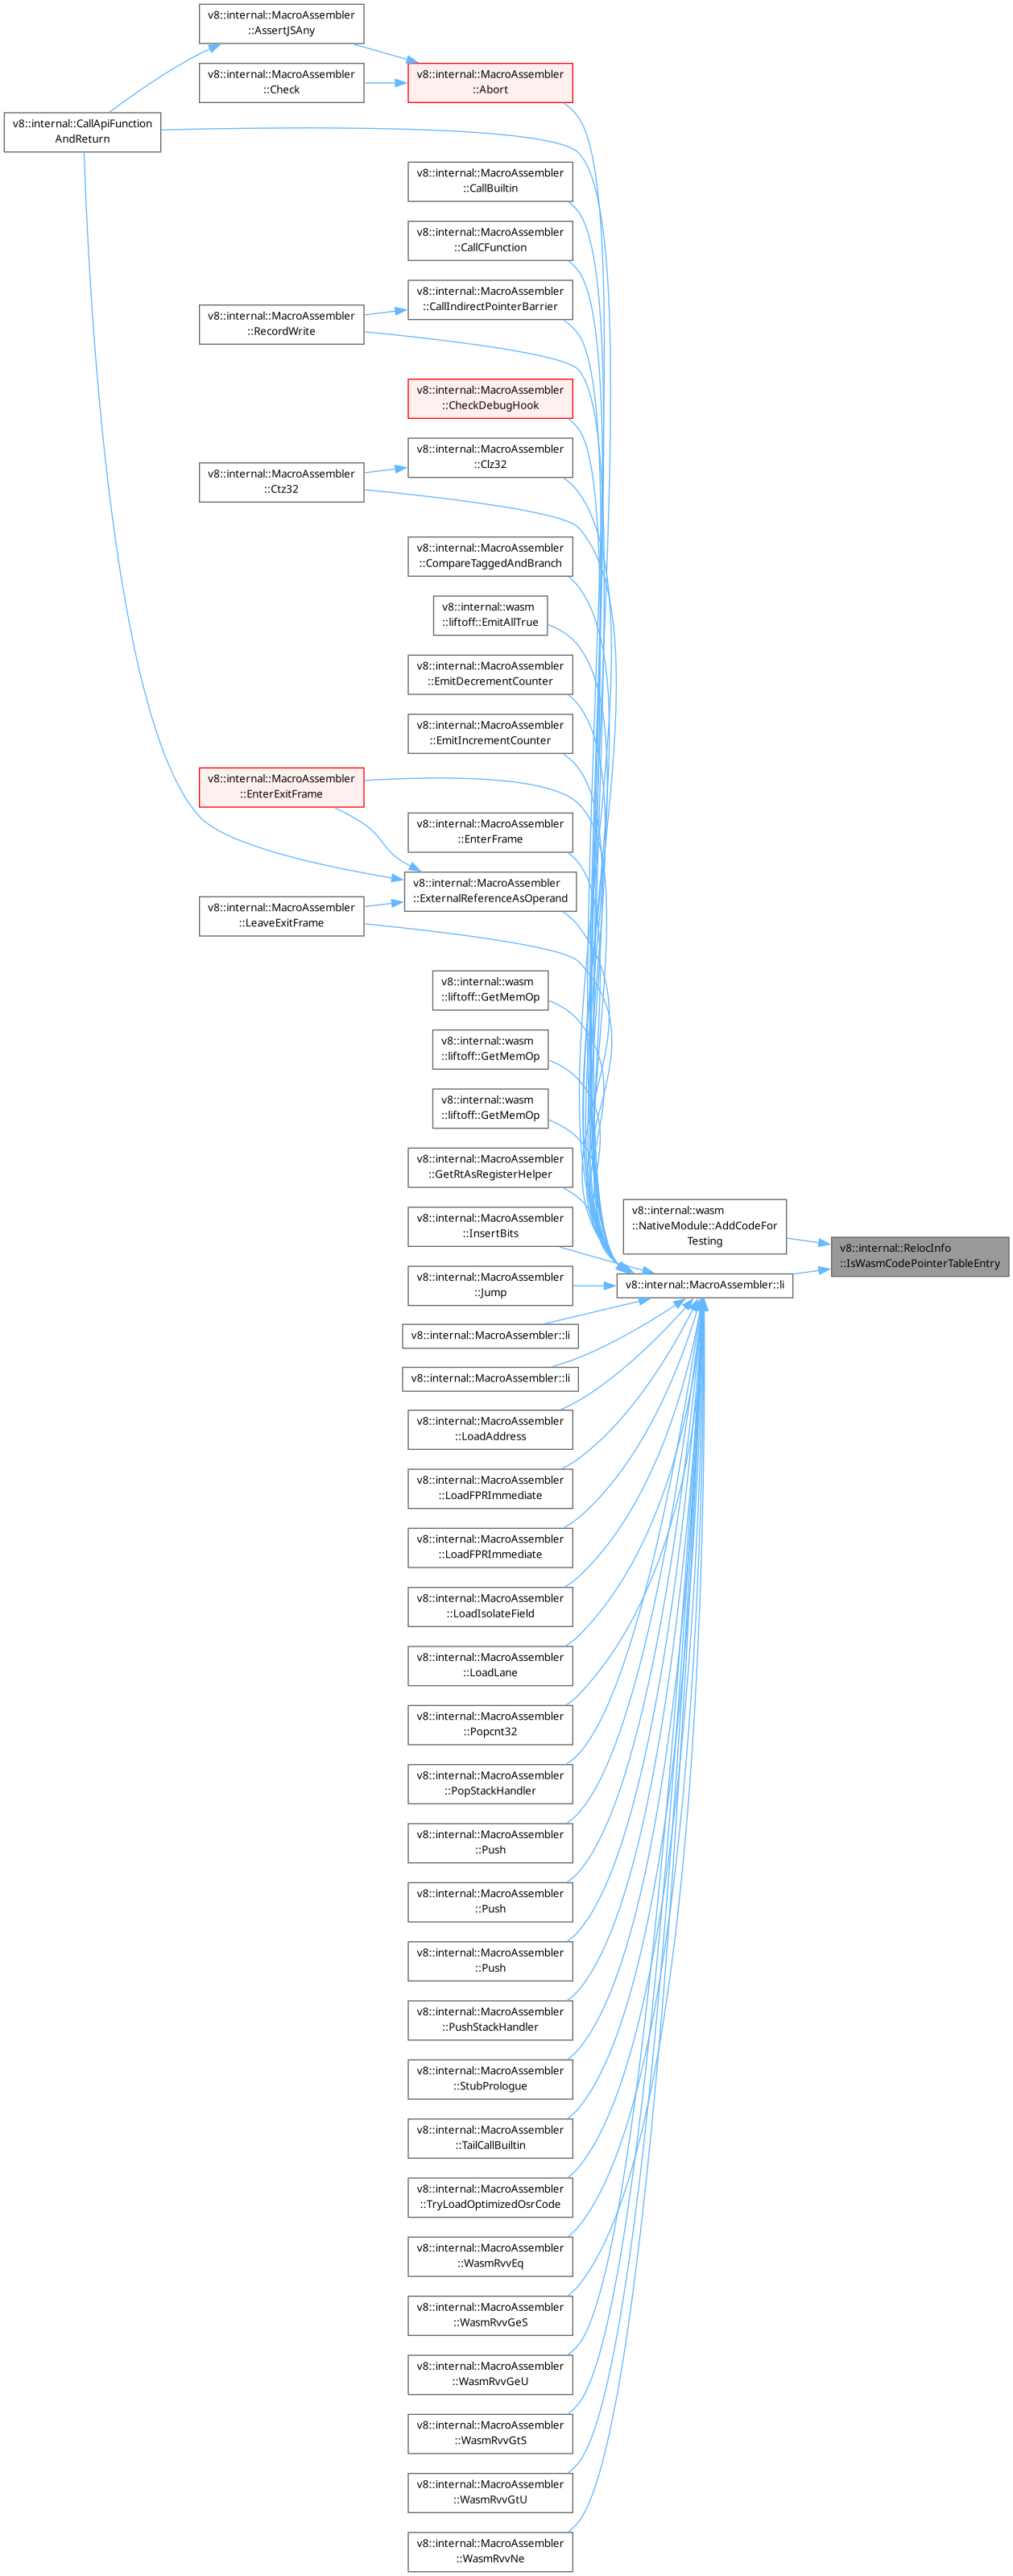 v8::internal::MacroAssembler
::AssertJSAny
v8::internal::MacroAssembler
::Check
v8::internal::MacroAssembler
::Abort
v8::internal::CallApiFunction
AndReturn
v8::internal::MacroAssembler
::CallBuiltin
v8::internal::MacroAssembler
::CallCFunction
v8::internal::MacroAssembler
::CallIndirectPointerBarrier
v8::internal::MacroAssembler
::RecordWrite
v8::internal::MacroAssembler
::CheckDebugHook
v8::internal::MacroAssembler
::Clz32
v8::internal::MacroAssembler
::Ctz32
v8::internal::MacroAssembler
::CompareTaggedAndBranch
v8::internal::wasm
::liftoff::EmitAllTrue
v8::internal::MacroAssembler
::EmitDecrementCounter
v8::internal::MacroAssembler
::EmitIncrementCounter
v8::internal::MacroAssembler
::EnterExitFrame
v8::internal::MacroAssembler
::EnterFrame
v8::internal::MacroAssembler
::ExternalReferenceAsOperand
v8::internal::MacroAssembler
::LeaveExitFrame
v8::internal::wasm
::liftoff::GetMemOp
v8::internal::wasm
::liftoff::GetMemOp
v8::internal::wasm
::liftoff::GetMemOp
v8::internal::MacroAssembler
::GetRtAsRegisterHelper
v8::internal::wasm
::NativeModule::AddCodeFor
Testing
v8::internal::MacroAssembler
::InsertBits
v8::internal::RelocInfo
::IsWasmCodePointerTableEntry
v8::internal::MacroAssembler
::Jump
v8::internal::MacroAssembler::li
v8::internal::MacroAssembler::li
v8::internal::MacroAssembler::li
v8::internal::MacroAssembler
::LoadAddress
v8::internal::MacroAssembler
::LoadFPRImmediate
v8::internal::MacroAssembler
::LoadFPRImmediate
v8::internal::MacroAssembler
::LoadIsolateField
v8::internal::MacroAssembler
::LoadLane
v8::internal::MacroAssembler
::Popcnt32
v8::internal::MacroAssembler
::PopStackHandler
v8::internal::MacroAssembler
::Push
v8::internal::MacroAssembler
::Push
v8::internal::MacroAssembler
::Push
v8::internal::MacroAssembler
::PushStackHandler
v8::internal::MacroAssembler
::StubPrologue
v8::internal::MacroAssembler
::TailCallBuiltin
v8::internal::MacroAssembler
::TryLoadOptimizedOsrCode
v8::internal::MacroAssembler
::WasmRvvEq
v8::internal::MacroAssembler
::WasmRvvGeS
v8::internal::MacroAssembler
::WasmRvvGeU
v8::internal::MacroAssembler
::WasmRvvGtS
v8::internal::MacroAssembler
::WasmRvvGtU
v8::internal::MacroAssembler
::WasmRvvNe